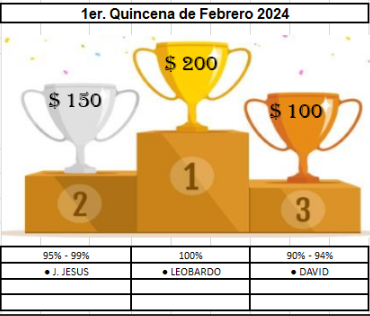 1er. Quincena de Febrero 2024
$ 200
$ 150
$ 100
1
2
3
95% - 99% 100% 90% - 94%
● J. JESUS ● LEOBARDO ● DAVID